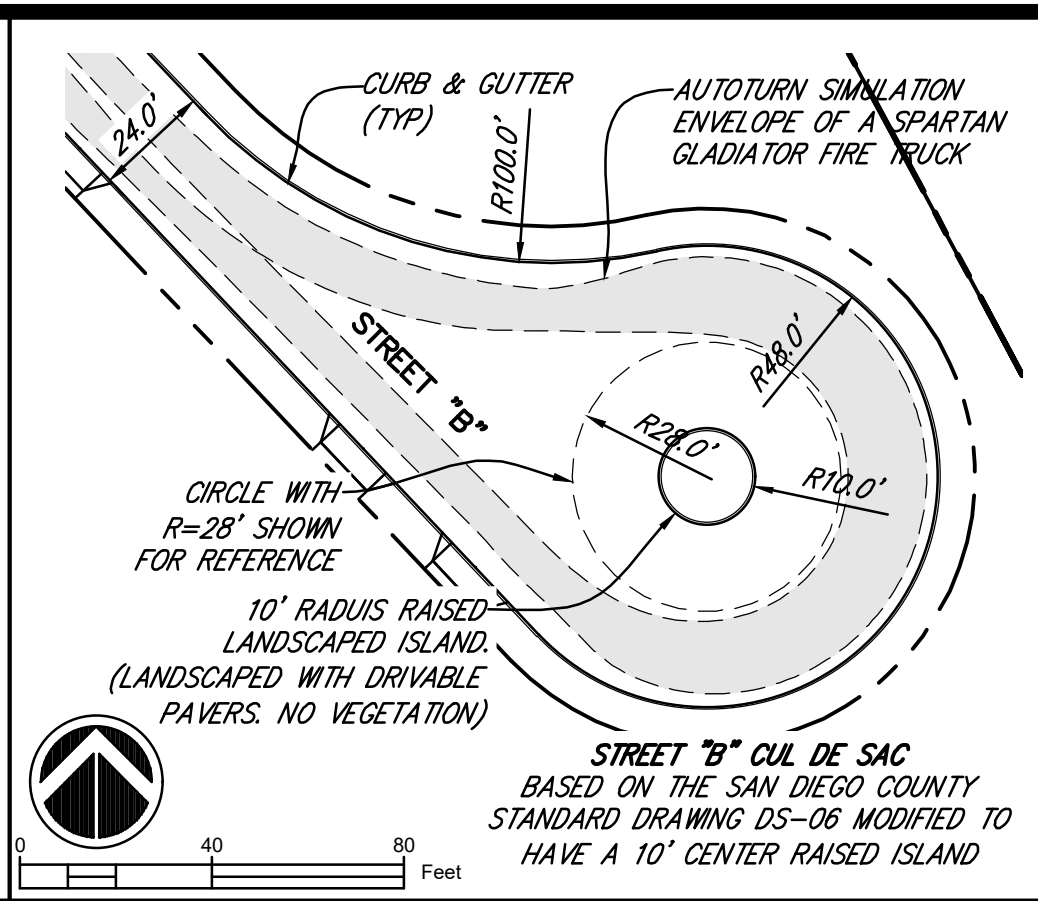 24.0'
CURB & GUTTER
(TYP)
R100.0'
AUTOTURN SIMULATION
ENVELOPE OF A SPARTAN
GLADIATOR FIRE TRUCK
STREET "B"
R48.0'
R28.0'
R10.0'
CIRCLE WITH
R=28' SHOWN
FOR REFERENCE
10' RADUIS RAISED
LANDSCAPED ISLAND.
(LANDSCAPED WITH DRIVABLE
PAVERS. NO VEGETATION)
STREET "B" CUL DE SAC
BASED ON THE SAN DIEGO COUNTY
STANDARD DRAWING DS-06 MODIFIED TO
HAVE A 10' CENTER RAISED ISLAND
0 40 80
Feet